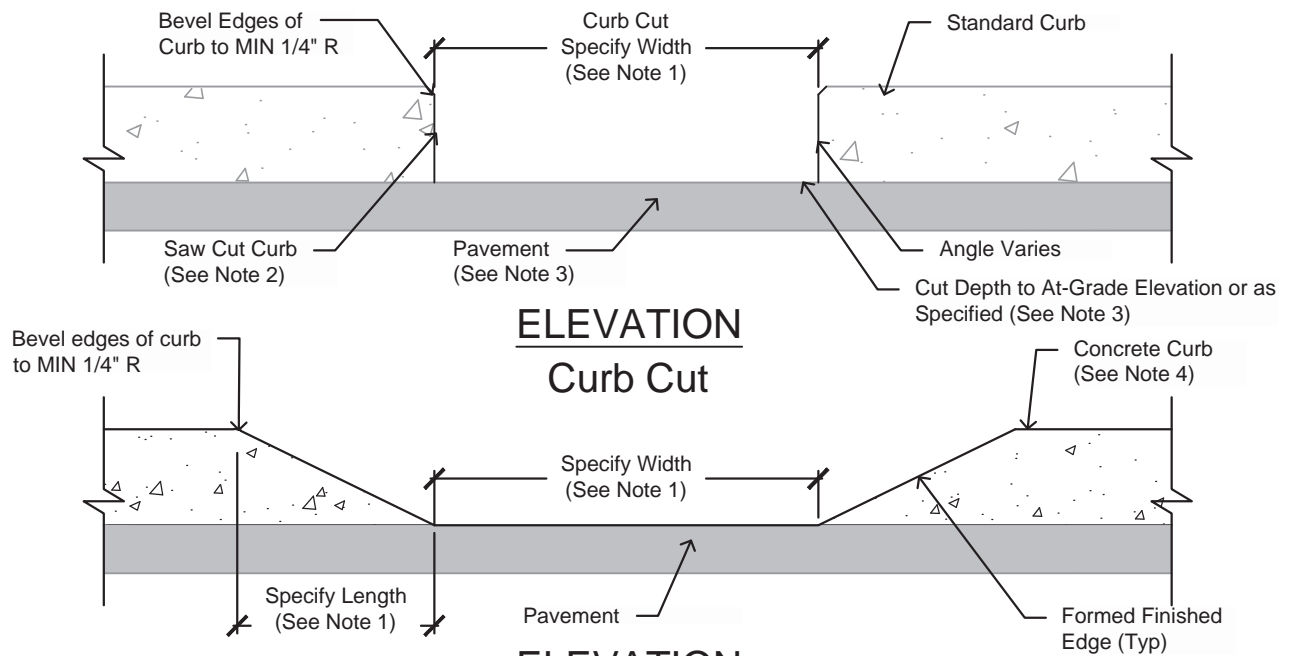 Bevel Edges of
Curb to MIN 1/4" R
Curb Cut
Specify Width
(See Note 1)
Standard Curb
Saw Cut Curb
(See Note 2)
Pavement
(See Note 3)
Angle Varies
Cut Depth to At-Grade Elevation or as
Specified (See Note 3)
ELEVATION
Curb Cut
Bevel edges of curb
to MIN 1/4" R
Concrete Curb
(See Note 4)
Specify Width
(See Note 1)
Specify Length
(See Note 1)
Pavement
Formed Finished
Edge (Typ)
ELEVATION